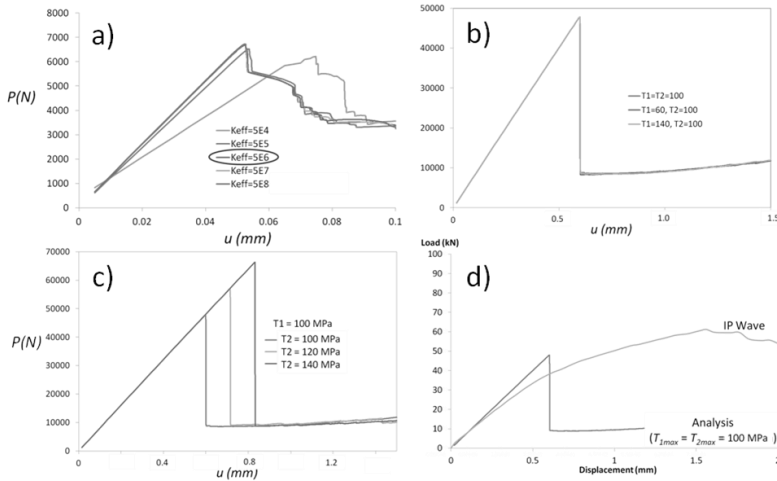 a)
8000
7000
6000
5000
4000
3000
2000
1000
0
P(N)
Keff=5E4
Keff=5E5
Keff=5E6
Keff=5E7
Keff=5E8
0 0.02 0.04 0.06 0.08 0.1
u (mm)
b)
50000
40000
30000
20000
10000
0
T1=T2=100
T1=60, T2=100
T1=140, T2=100
0.0 0.5 1.0 1.5
u (mm)
c)
70000
60000
50000
40000
30000
20000
10000
0
P(N)
T1 = 100 MPa
T2 = 100 MPa
T2 = 120 MPa
T2 = 140 MPa
0 0.4 0.8 1.2
u (mm)
Load (kN)
d)
100
90
80
70
60
50
40
30
20
10
0
IP Wave
Analysis
(T1max = T2max = 100 MPa )
0 0.5 1 1.5 2
Displacement (mm)